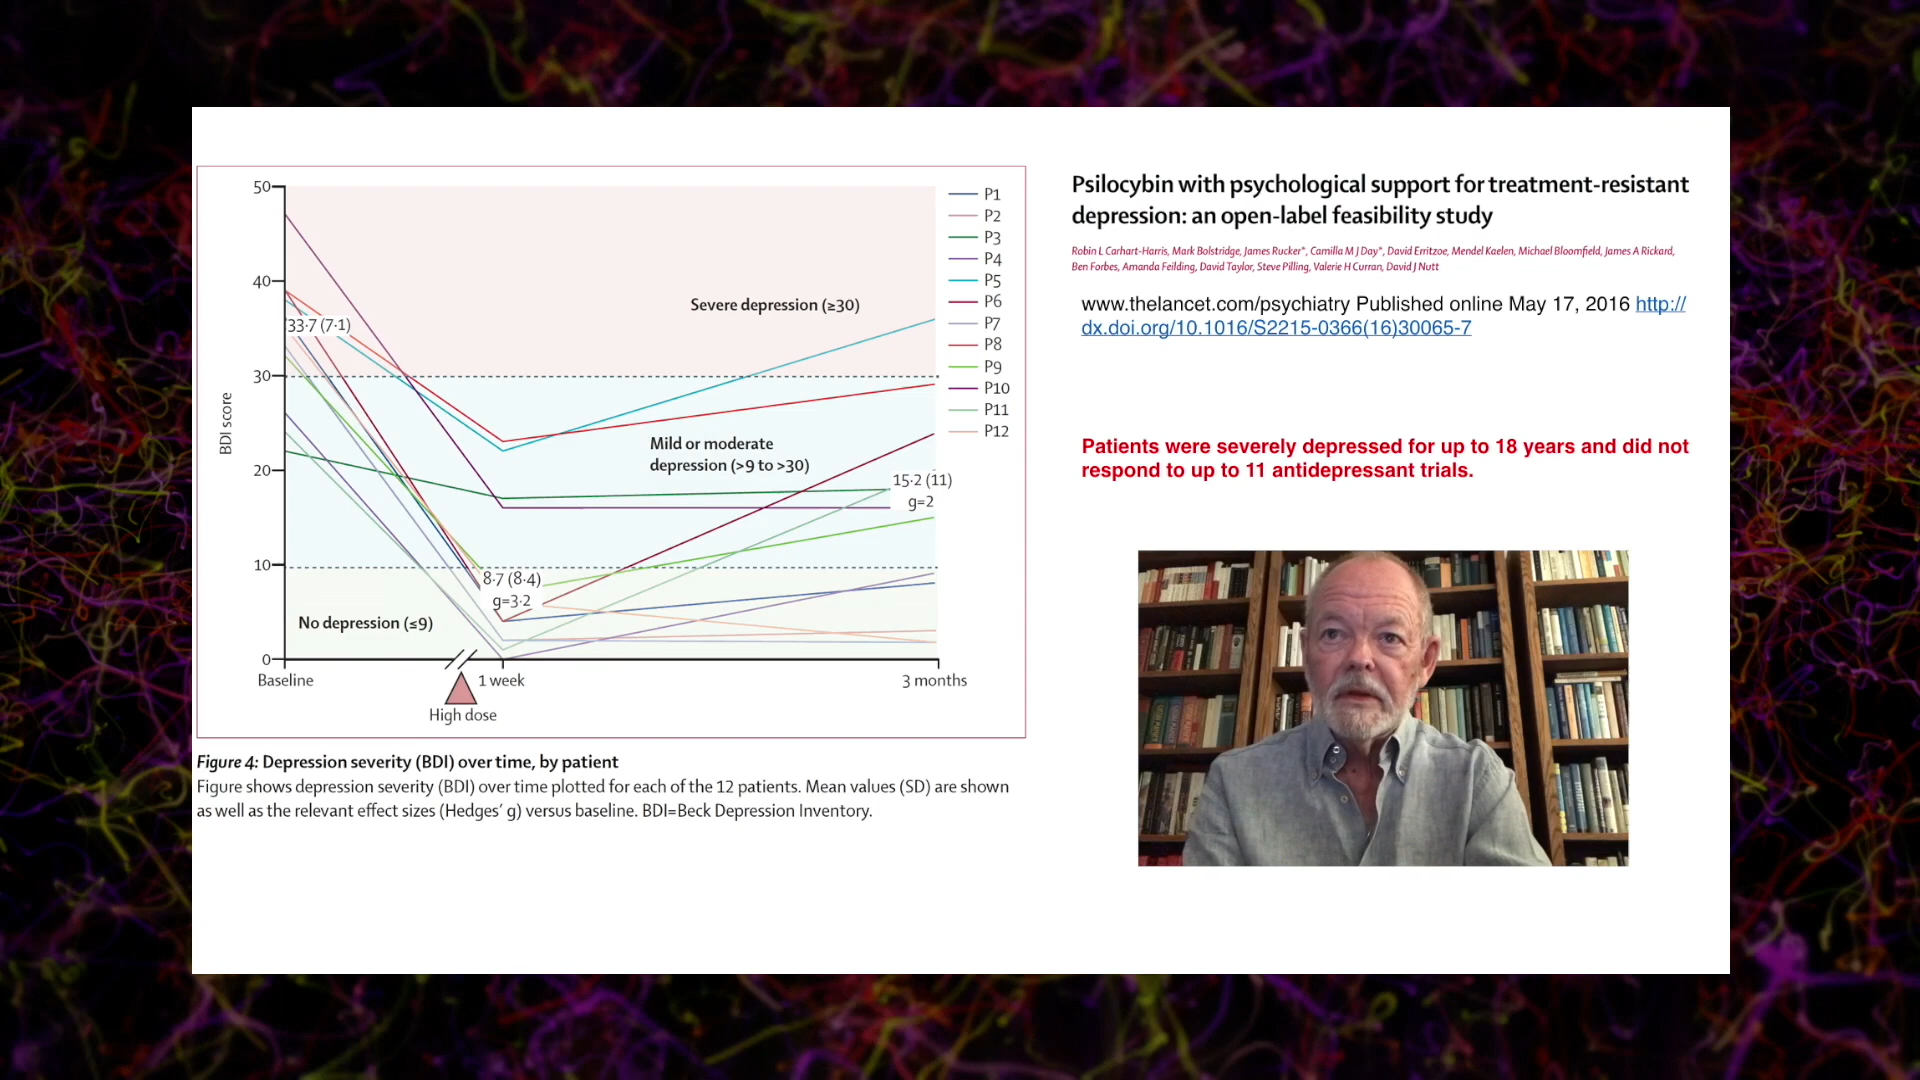 50
40
30
20
10
0
BDI score
33·7 (7·1)
Severe depression (≥30)
Mild or moderate
depression (>9 to >30)
15·2 (11)
g=2
8·7 (8·4)
g=3·2
No depression (≤9)
Baseline
1 week
3 months
High dose
P1
P2
P3
P4
P5
P6
P7
P8
P9
P10
P11
P12
Figure 4: Depression severity (BDI) over time, by patient
Figure shows depression severity (BDI) over time plotted for each of the 12 patients. Mean values (SD) are shown
as well as the relevant effect sizes (Hedges’ g) versus baseline. BDI=Beck Depression Inventory.
Psilocybin with psychological support for treatment-resistant
depression: an open-label feasibility study
Robin L Carhart-Harris, Mark Bolstridge, James Rucker*, Camilla M J Day*, David Erritzoe, Mendel Kaelen, Michael Bloomfield, James A Rickard,
Ben Forbes, Amanda Feilding, David Taylor, Steve Pilling, Valerie H Curran, David J Nutt
www.thelancet.com/psychiatry Published online May 17, 2016 http://
dx.doi.org/10.1016/S2215-0366(16)30065-7
Patients were severely depressed for up to 18 years and did not
respond to up to 11 antidepressant trials.